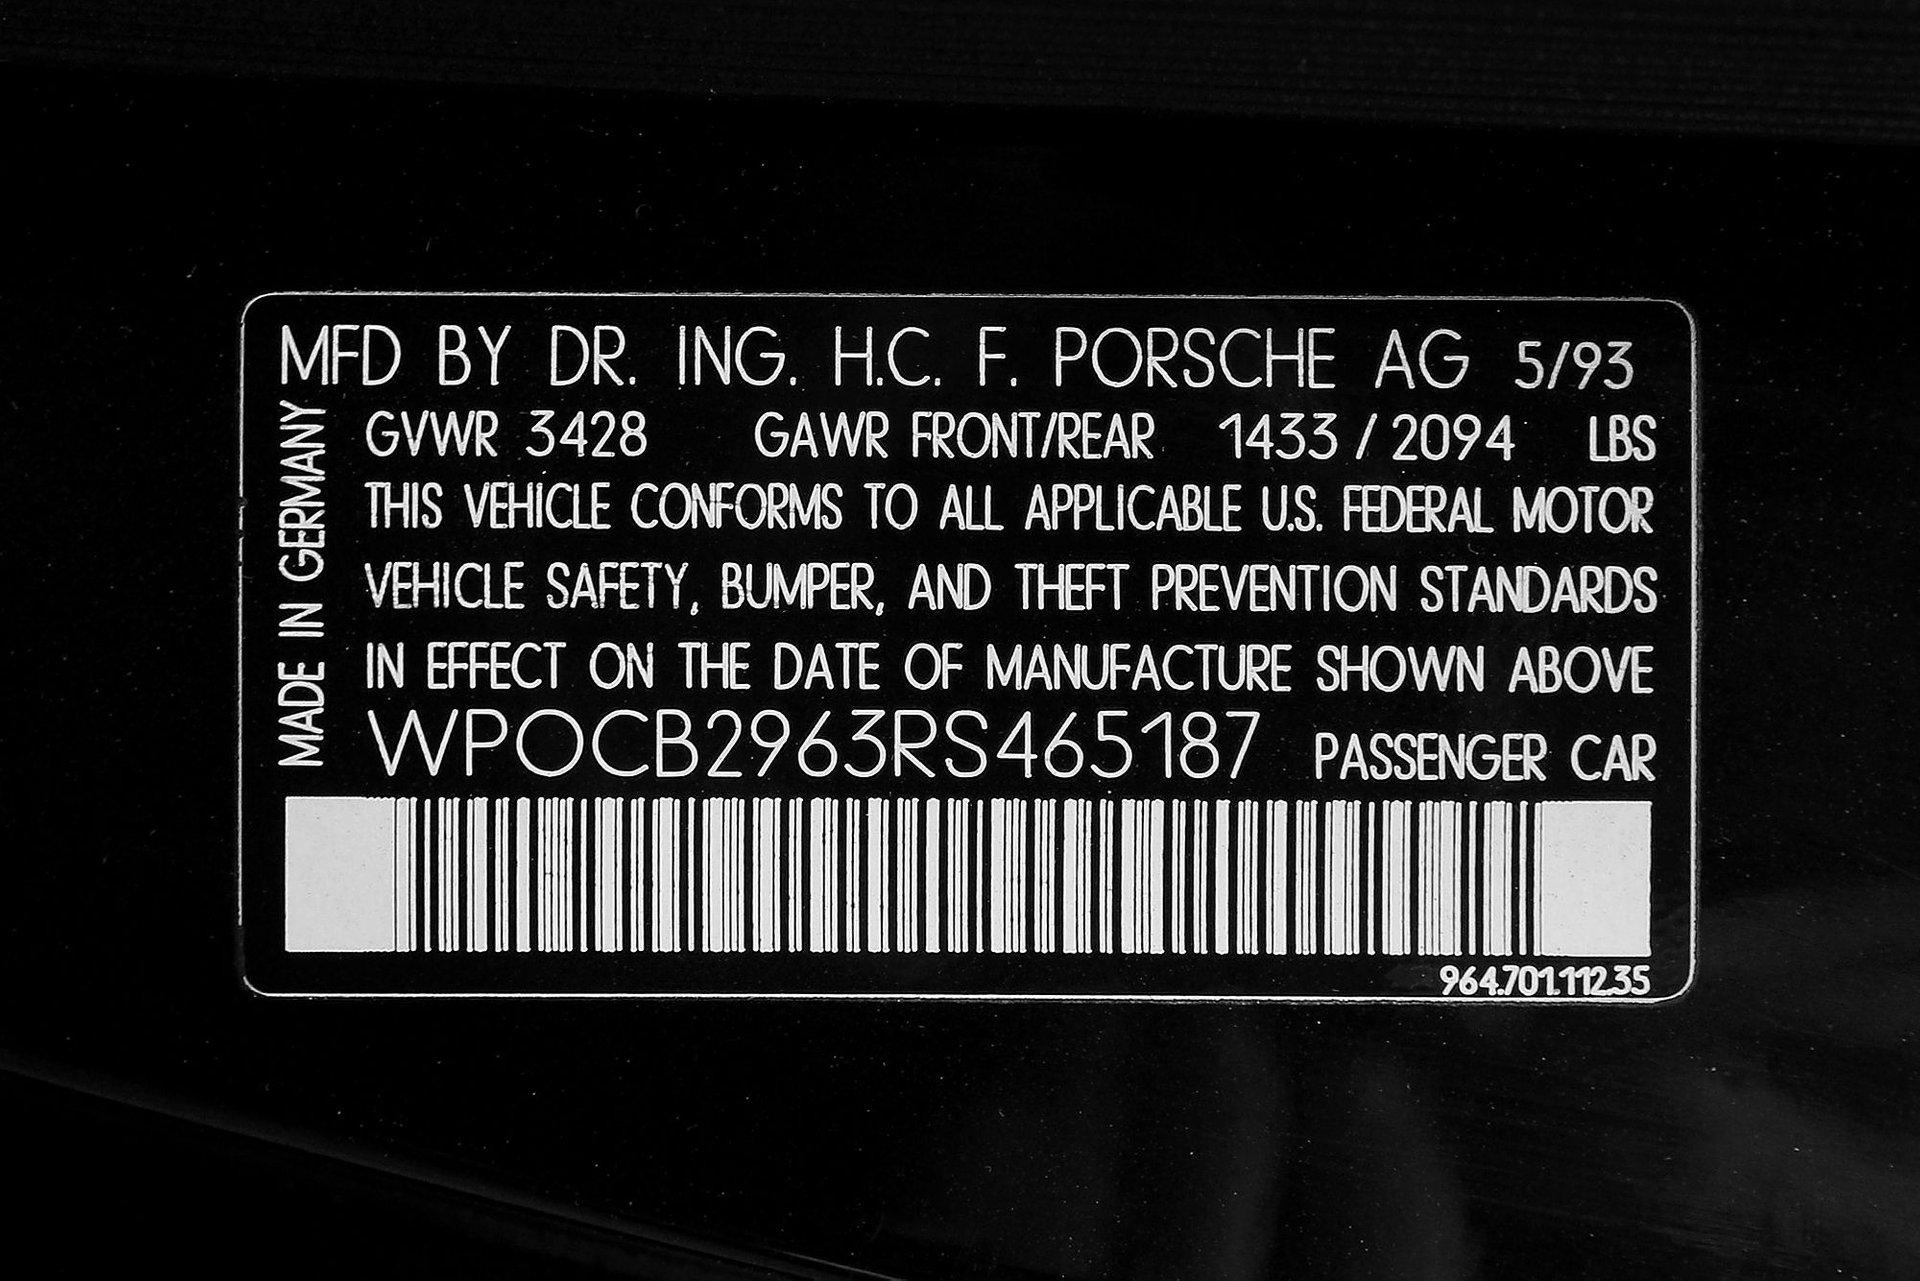 MFD BY DR. ING. H.C. F. PORSCHE AG 5/93
MADE IN GERMANY
GVWR 3428 GAWR FRONT/REAR 1433 / 2094 LBS
THIS VEHICLE CONFORMS TO ALL APPLICABLE U.S. FEDERAL MOTOR
VEHICLE SAFETY, BUMPER, AND THEFT PREVENTION STANDARDS
IN EFFECT ON THE DATE OF MANUFACTURE SHOWN ABOVE
WP0CB2963RS465187 PASSENGER CAR
964.701.112.35